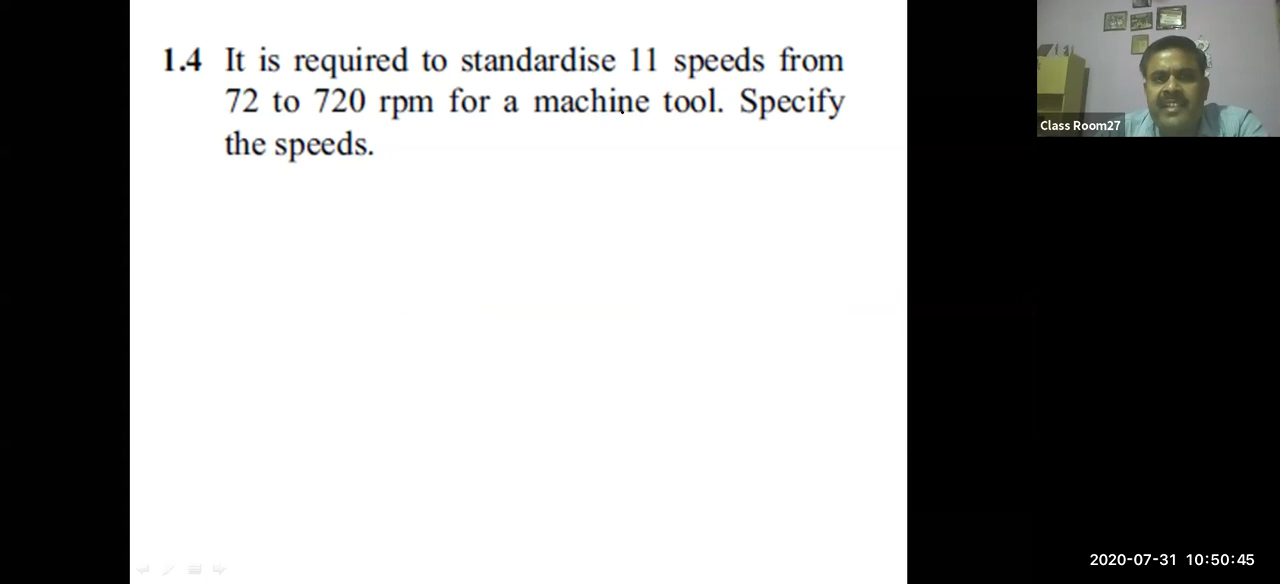 1.4 It is required to standardise 11 speeds from
72 to 720 rpm for a machine tool. Specify
the speeds.
Class Room27
2020-07-31 10:50:45